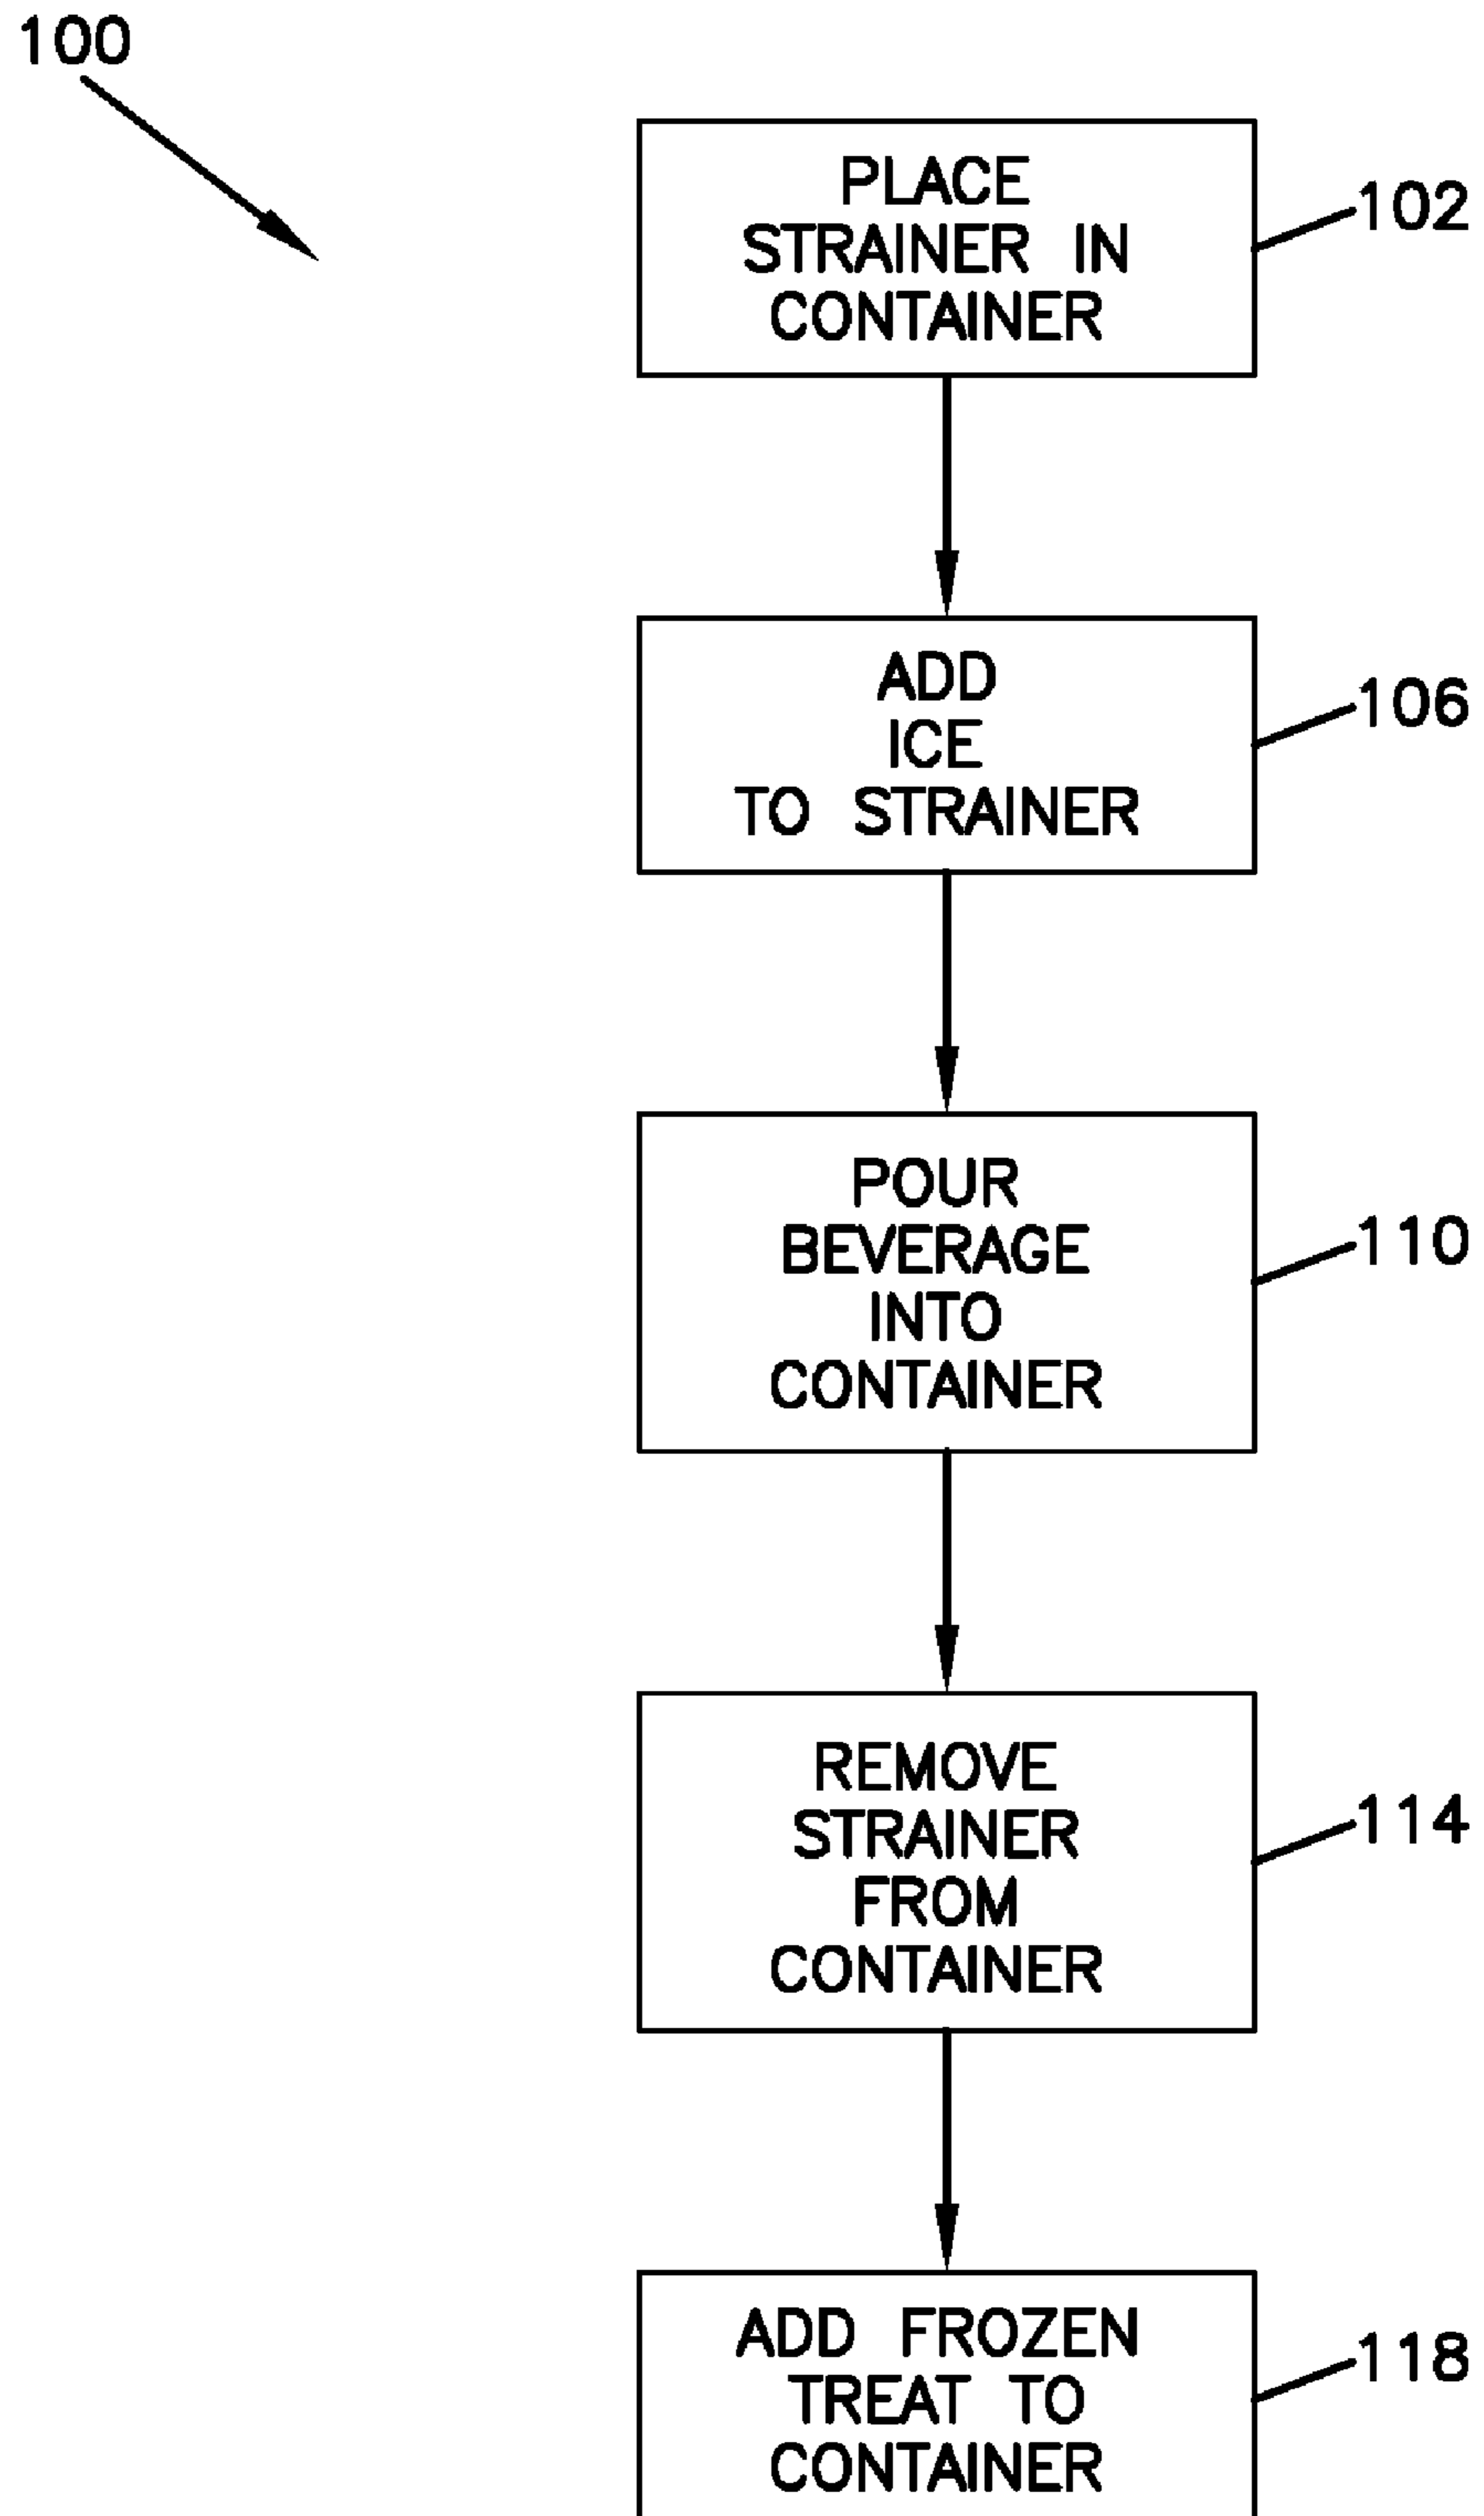 100
PLACE
STRAINER IN
CONTAINER
102
ADD
ICE
TO STRAINER
106
POUR
BEVERAGE
INTO
CONTAINER
110
REMOVE
STRAINER
FROM
CONTAINER
114
ADD FROZEN
TREAT TO
CONTAINER
118